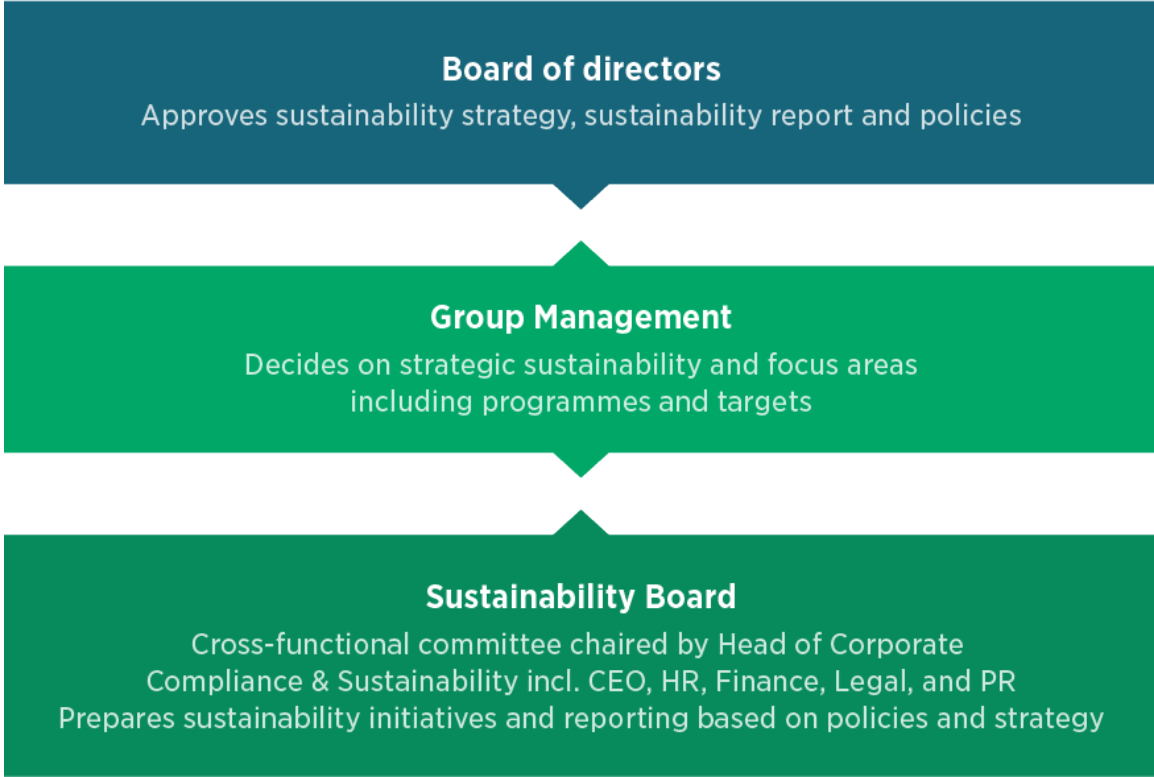 Board of directors
Approves sustainability strategy, sustainability report and policies
Group Management
Decides on strategic sustainability and focus areas
including programmes and targets
Sustainability Board
Cross-functional committee chaired by Head of Corporate
Compliance & Sustainability incl. CEO, HR, Finance, Legal, and PR
Prepares sustainability initiatives and reporting based on policies and strategy